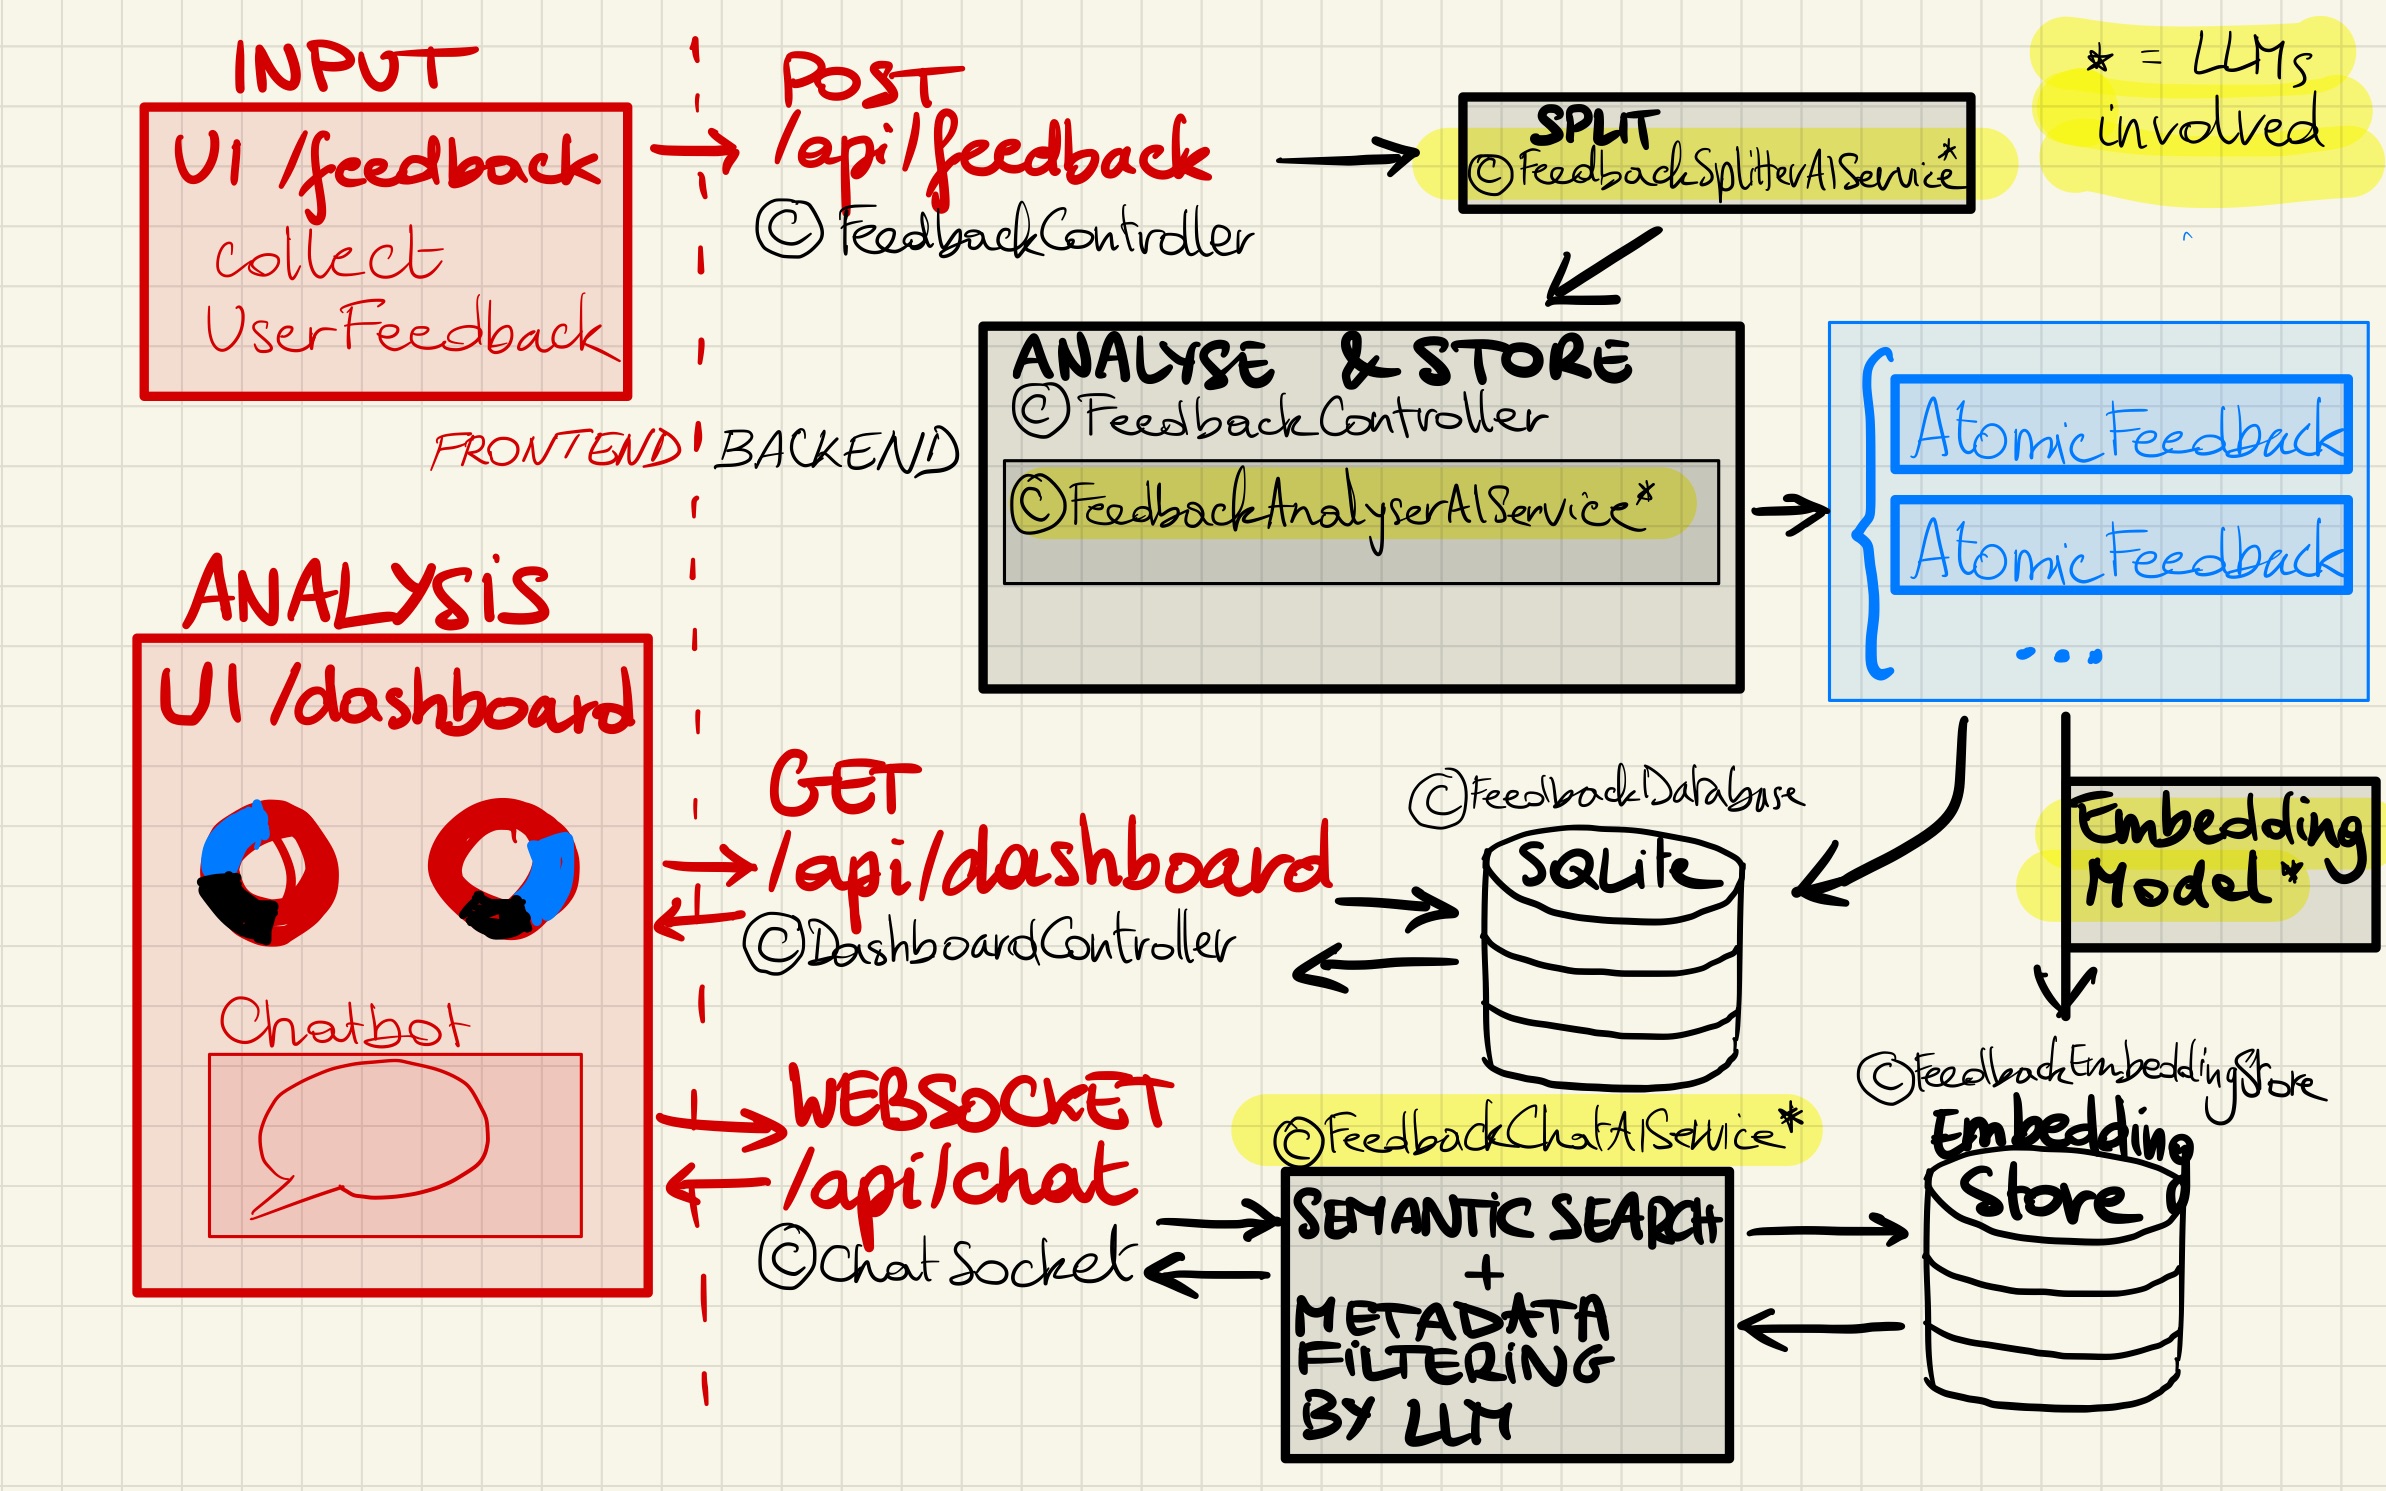 INPUT
UI /feedback
collect
UserFeedback
POST
/api/feedback
© FeedbackController
SPLIT
© FeedbackSplitterAIService*
* = LLMs
involved
FRONTEND
BACKEND
ANALYSE & STORE
© FeedbackController
© FeedbackAnalyserAIService*
AtomicFeedback
AtomicFeedback
...
ANALYSIS
UI /dashboard
Chatbot
GET
/api/dashboard
© DashboardController
© FeedbackDatabase
SQLite
Embedding
Model*
WEBSOCKET
/api/chat
© ChatSocket
© FeedbackChatAIService*
SEMANTIC SEARCH
+
METADATA
FILTERING
BY LLM
© FeedbackEmbeddingStore
Embedding
Store